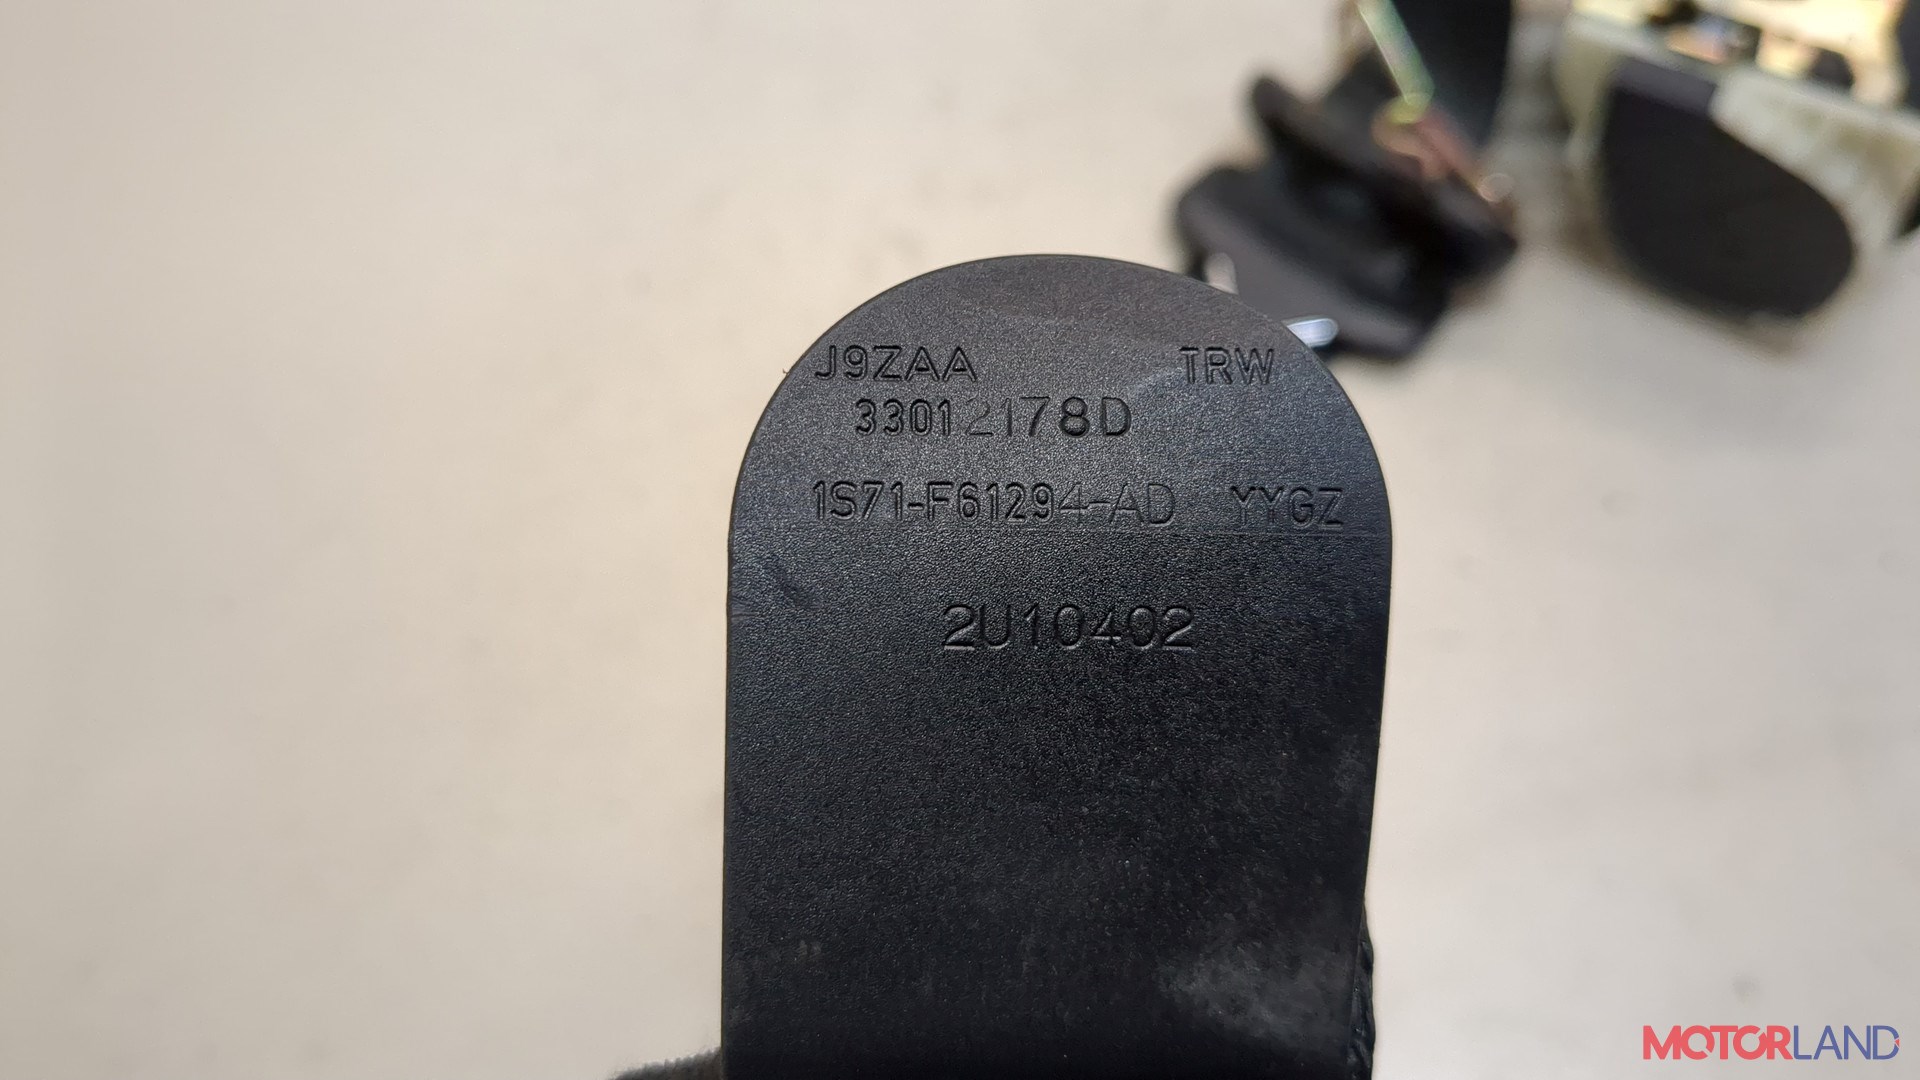 J9ZAA TRW
33012178D
1S71-F61294-AD YYGZ
2U10402
MOTORLAND